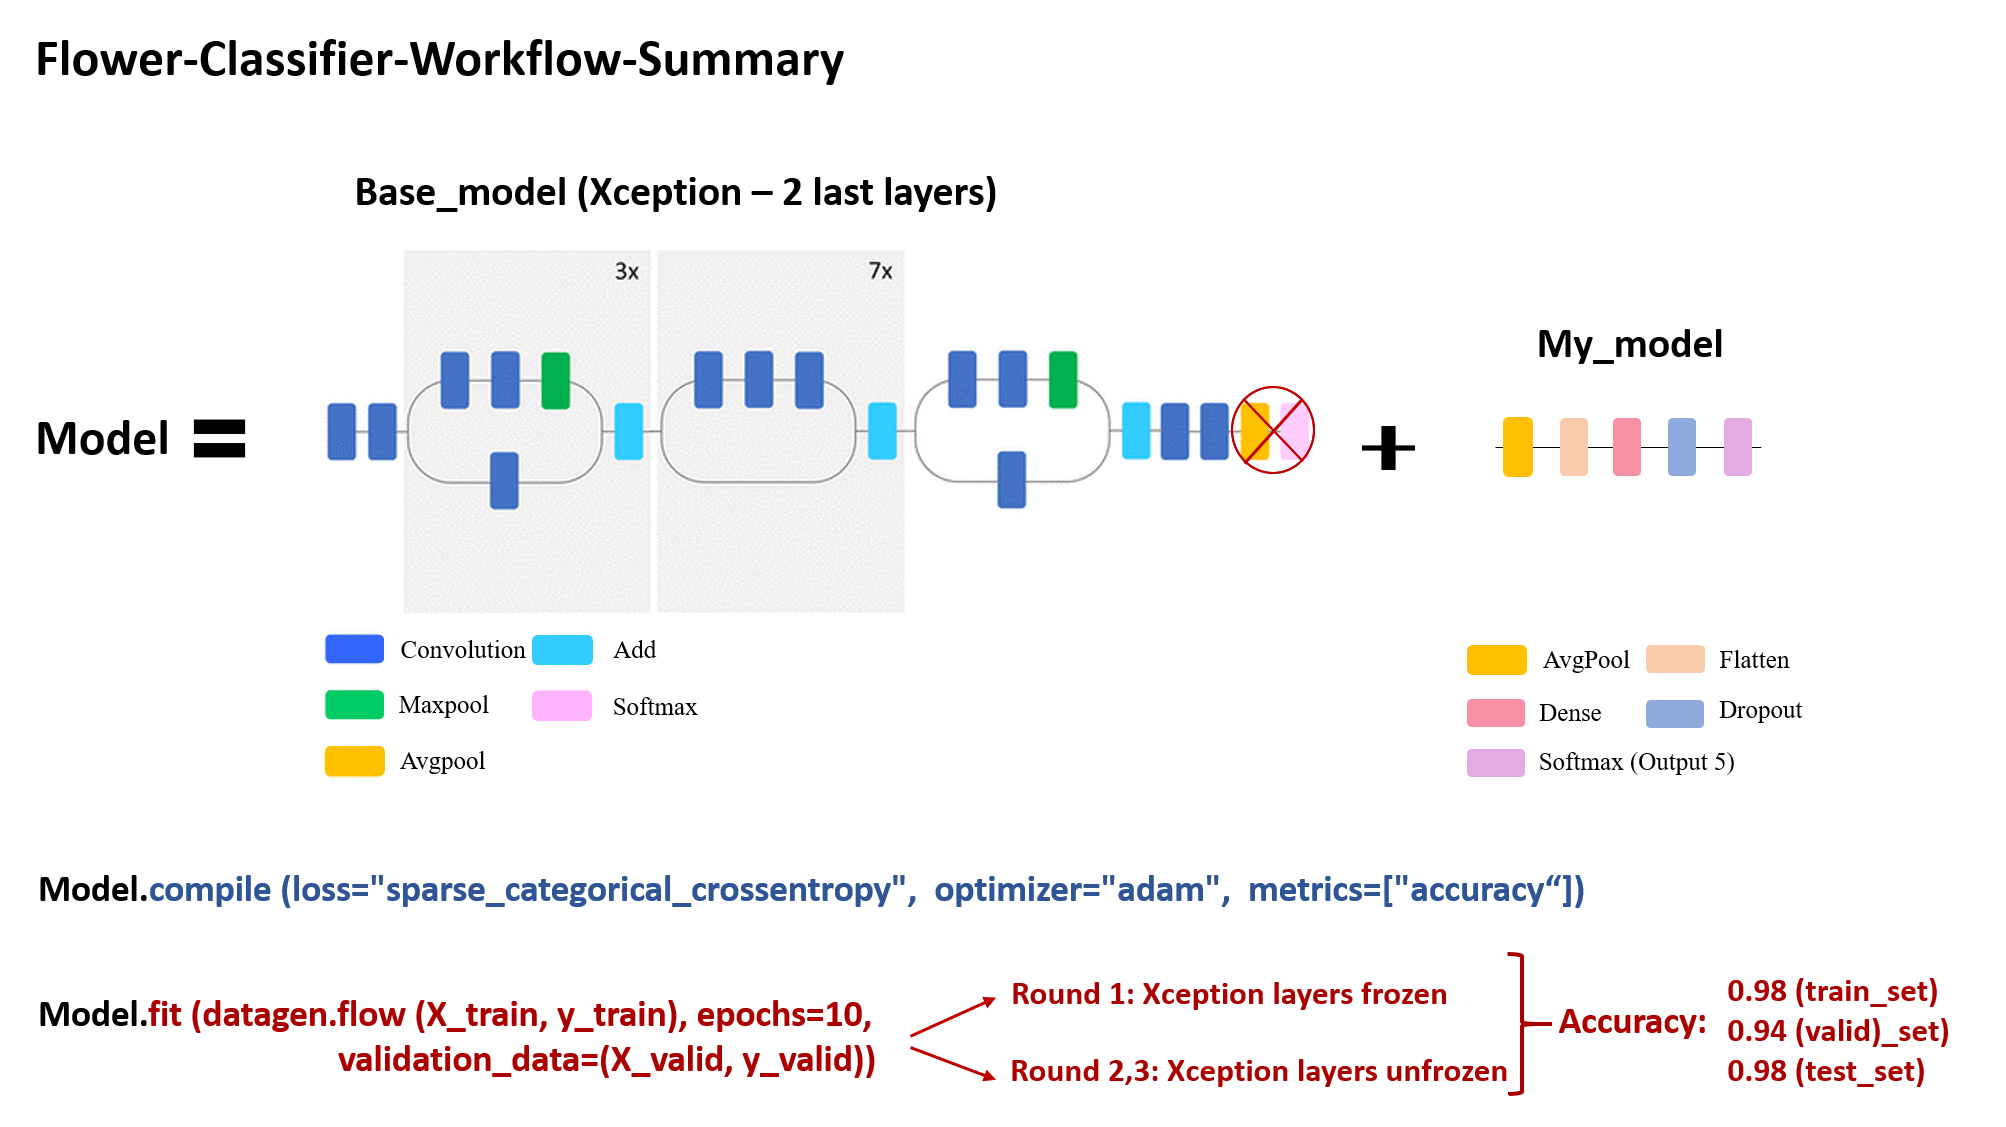 Flower-Classifier-Workflow-Summary
Base_model (Xception – 2 last layers)
3x
7x
My_model
Model =
+
Convolution
Add
Maxpool
Softmax
Avgpool
AvgPool
Flatten
Dense
Dropout
Softmax (Output 5)
Model.compile (loss="sparse_categorical_crossentropy", optimizer="adam", metrics=["accuracy“])
Model.fit (datagen.flow (X_train, y_train), epochs=10,
validation_data=(X_valid, y_valid))
Round 1: Xception layers frozen
Round 2,3: Xception layers unfrozen
Accuracy:
0.98 (train_set)
0.94 (valid)_set)
0.98 (test_set)